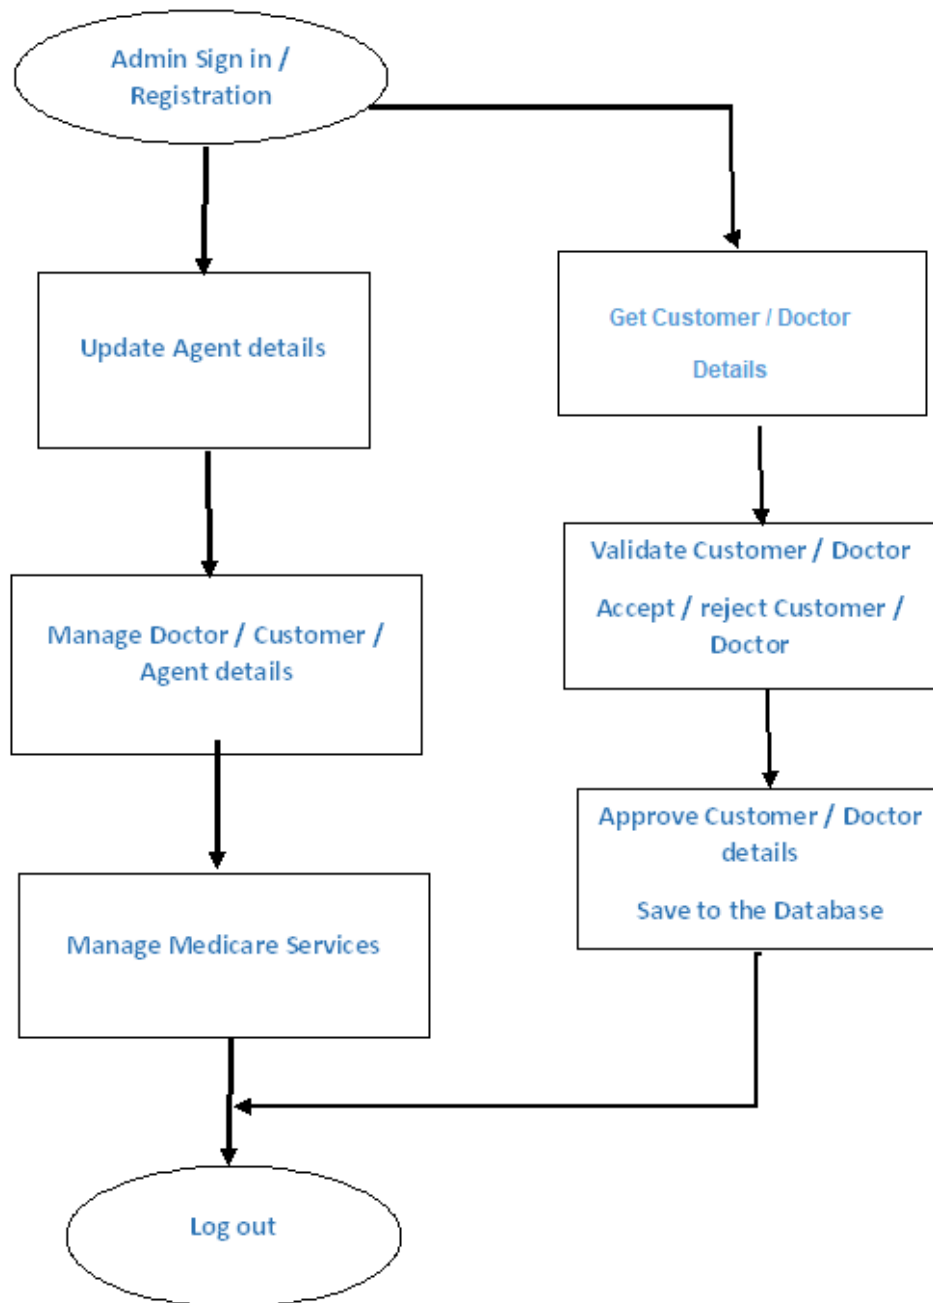 Admin Sign in /
Registration
Update Agent details
Manage Doctor / Customer /
Agent details
Manage Medicare Services
Get Customer / Doctor
Details
Validate Customer / Doctor
Accept / reject Customer /
Doctor
Approve Customer / Doctor
details
Save to the Database
Log out